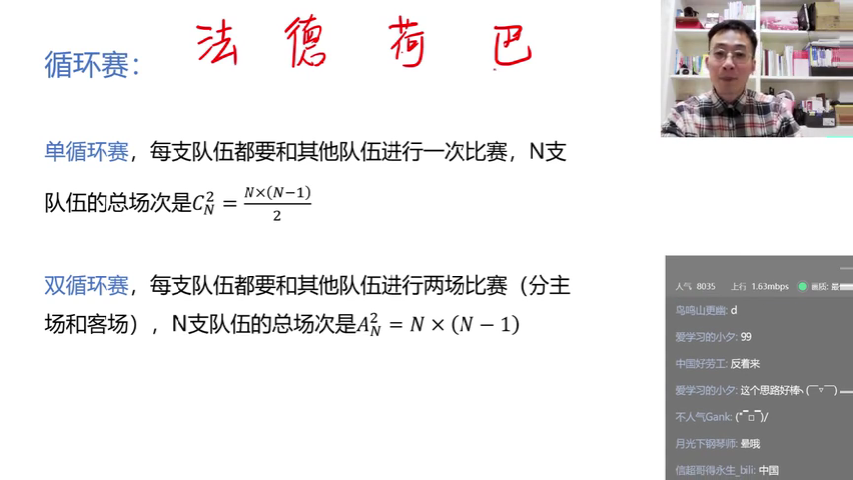 法 德 荷 巴
循环赛：
单循环赛，每支队伍都要和其他队伍进行一次比赛，N支
队伍的总场次是C_N^2 = N×(N−1)/2
双循环赛，每支队伍都要和其他队伍进行两场比赛（分主
场和客场），N支队伍的总场次是A_N^2 = N × (N − 1)
人气 8035 上行 1.63mbps 画质: 最
鸟鸣山更幽: d
爱学习的小夕: 99
中国好劳工: 反着来
爱学习的小夕: 这个思路好棒ヽ(￣▽￣)
不人气Gank: (*￣□￣)/
月光下钢琴师: 晕哦
信超哥得永生_bili: 中国